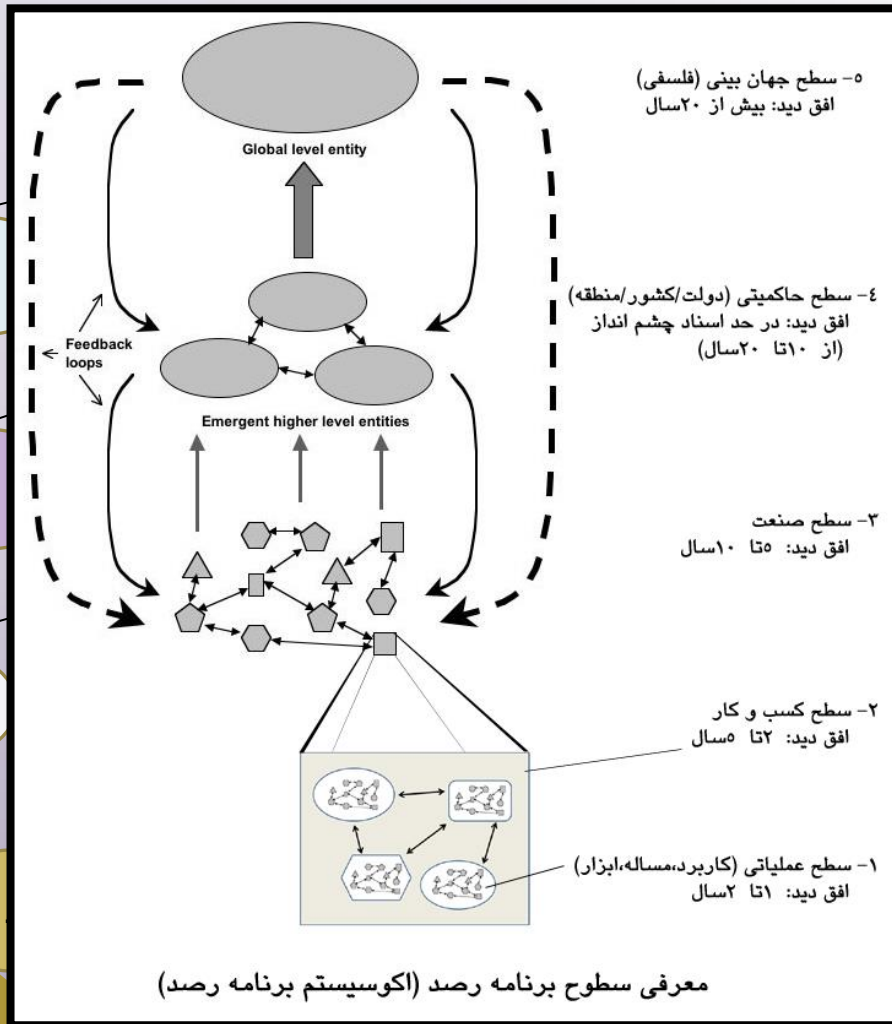 ۵- سطح جهان بینی (فلسفی)
افق دید: بیش از ۲۰سال
Global level entity
۴- سطح حاکمیتی (دولت/کشور/منطقه)
افق دید: در حد اسناد چشم انداز
(از ۱۰تا ۲۰سال)
Feedback
loops
Emergent higher level entities
۳- سطح صنعت
افق دید: ۵تا ۱۰سال
۲- سطح کسب و کار
افق دید: ۲تا ۵سال
۱- سطح عملیاتی (کاربرد،مساله،ابزار)
افق دید: ۱تا ۲سال
معرفی سطوح برنامه رصد (اکوسیستم برنامه رصد)